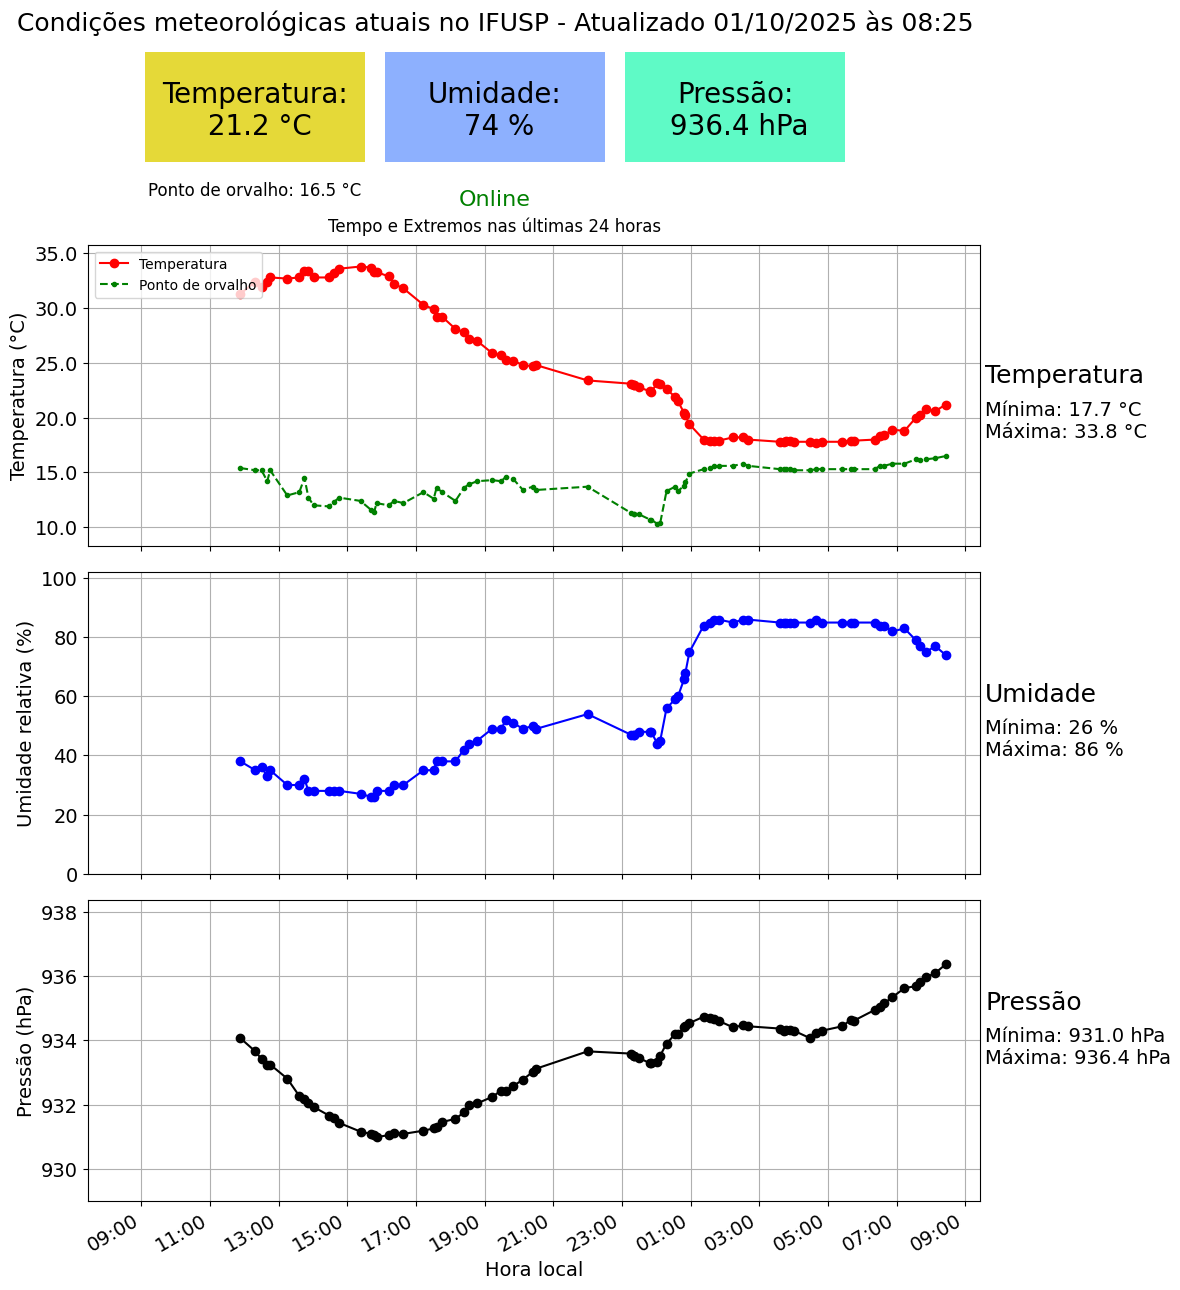 Condições meteorológicas atuais no IFUSP - Atualizado 01/10/2025 às 08:25
Temperatura:
21.2 °C
Umidade:
74 %
Pressão:
936.4 hPa
Ponto de orvalho: 16.5 °C
Online
Tempo e Extremos nas últimas 24 horas
Temperatura (°C)
35.0
30.0
25.0
20.0
15.0
10.0
Temperatura
Ponto de orvalho
Temperatura
Mínima: 17.7 °C
Máxima: 33.8 °C
Umidade relativa (%)
100
80
60
40
20
0
Umidade
Mínima: 26 %
Máxima: 86 %
Pressão (hPa)
938
936
934
932
930
Pressão
Mínima: 931.0 hPa
Máxima: 936.4 hPa
09:00
11:00
13:00
15:00
17:00
19:00
21:00
23:00
01:00
03:00
05:00
07:00
09:00
Hora local